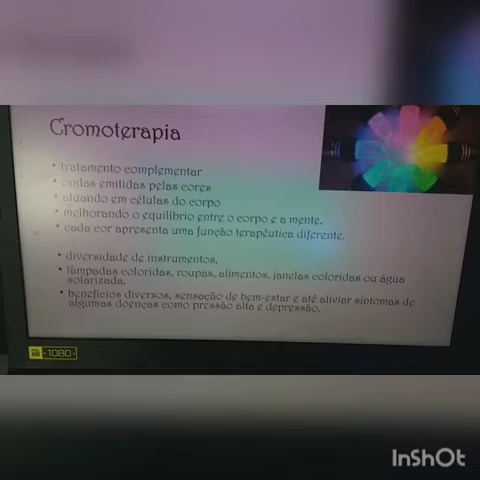 Cromoterapia
• tratamento complementar
• ondas emitidas pelas cores
• atuando em células do corpo
• melhorando o equilíbrio entre o corpo e a mente.
• cada cor apresenta uma função terapêutica diferente.
• diversidade de instrumentos,
• lâmpadas coloridas, roupas, alimentos, janelas coloridas ou água
solarizada,
• benefícios diversos, sensação de bem-estar e até aliviar sintomas de
algumas doenças como pressão alta e depressão.
HD 1080
InShOt